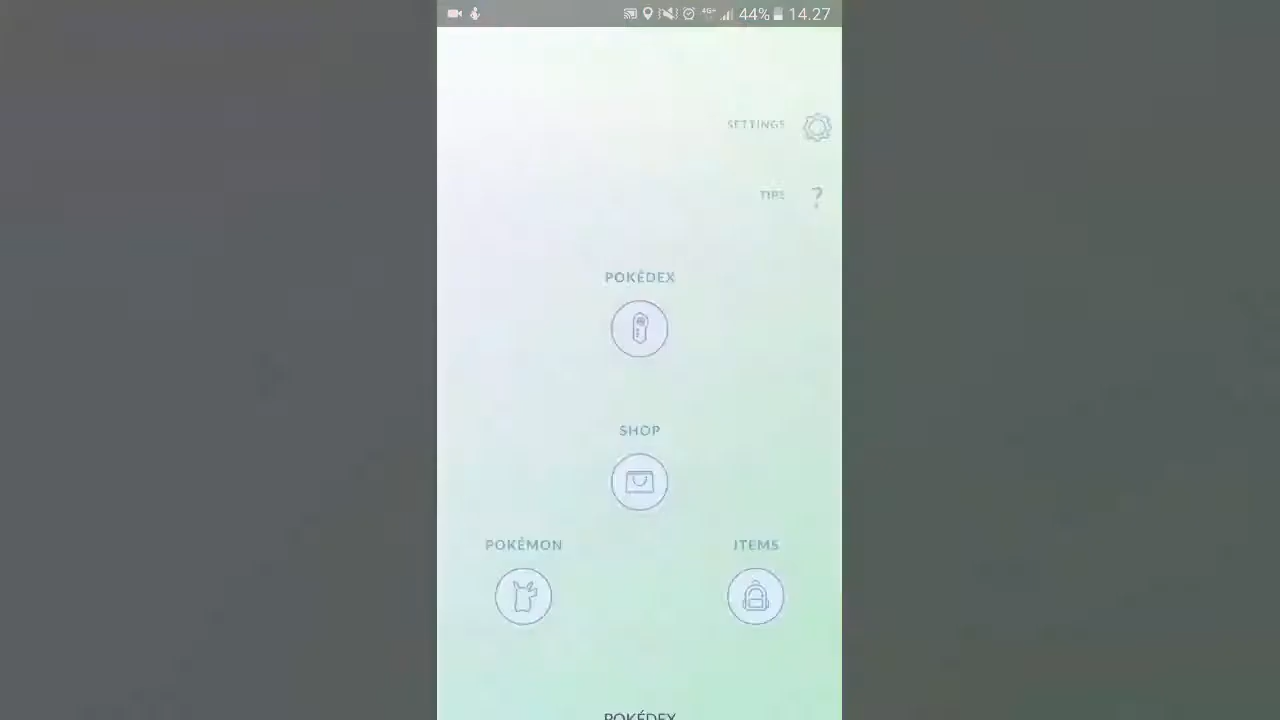 44% 14.27
SETTINGS
TIPS
?
POKÉDEX
SHOP
POKÉMON
ITEMS
POKÉDEX